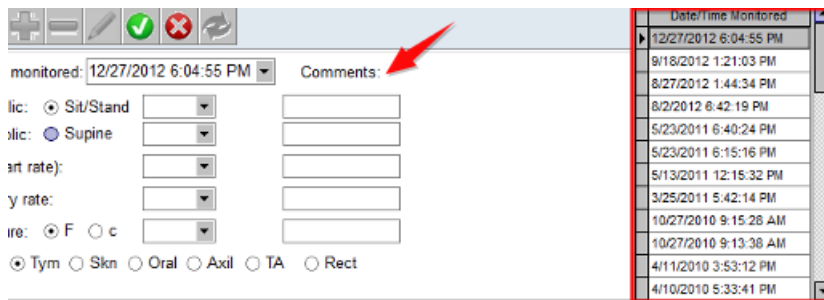 monitored: 12/27/2012 6:04:55 PM Comments:
lic: Sit/Stand
olic: Supine
art rate):
y rate:
ure: F c
Tym Skn Oral Axil TA Rect
Date/Time Monitored
12/27/2012 6:04:55 PM
9/18/2012 1:21:03 PM
8/27/2012 1:44:34 PM
8/2/2012 6:42:19 PM
5/23/2011 6:40:24 PM
5/23/2011 6:15:16 PM
5/13/2011 12:15:32 PM
3/25/2011 5:42:14 PM
10/27/2010 9:15:28 AM
10/27/2010 9:13:38 AM
4/11/2010 3:53:12 PM
4/10/2010 5:33:41 PM